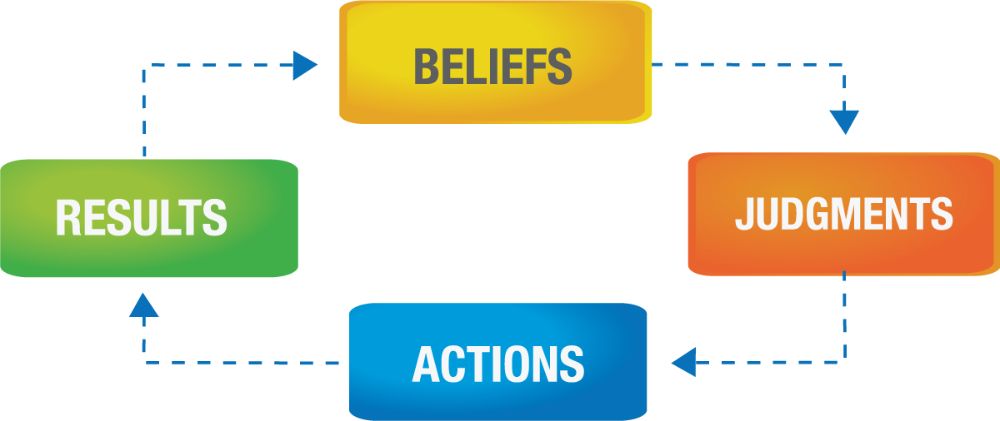 BELIEFS
JUDGMENTS
ACTIONS
RESULTS